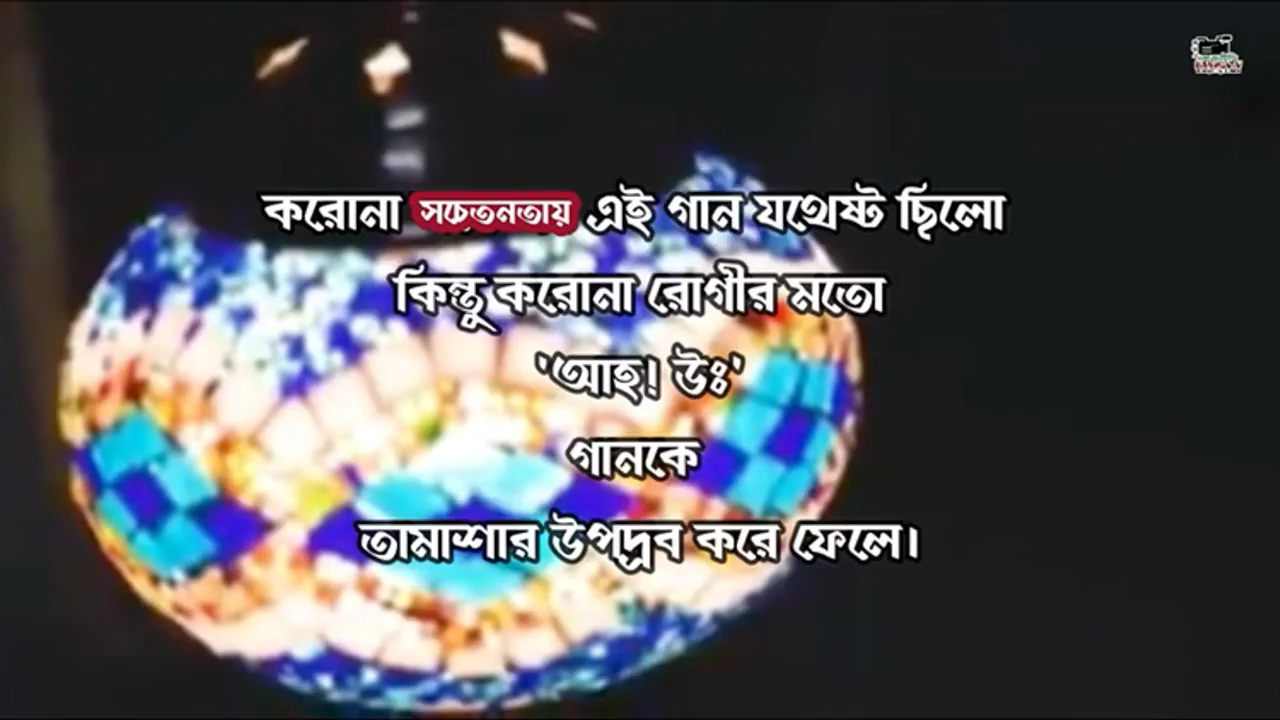 করোনা সচেতনতায় এই গান যথেষ্ট ছিলো
কিন্তু করোনা রোগীর মতো
'আহ! উঃ'
গানকে
তামাশার উপদ্রব করে ফেলে।